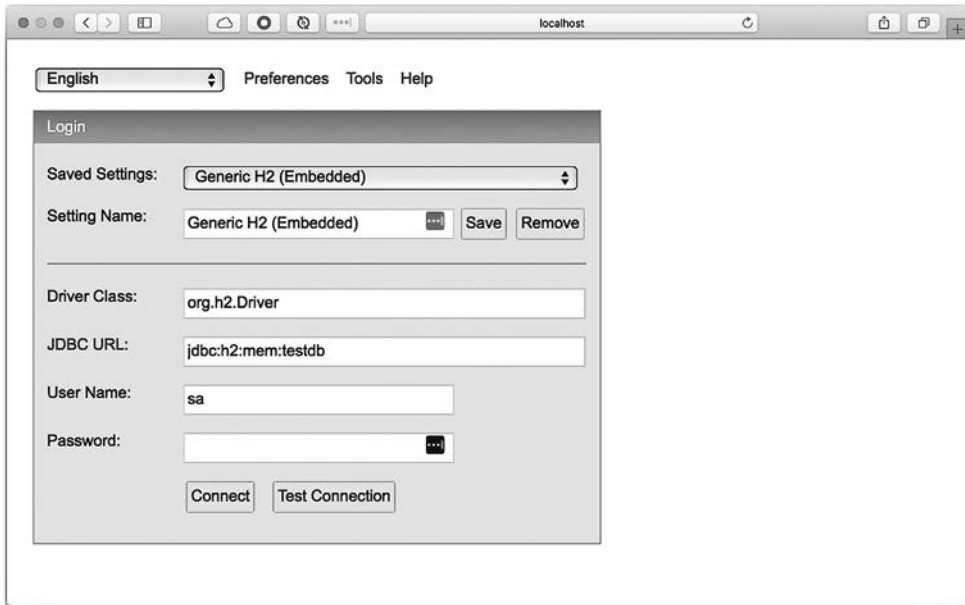 localhost
English Preferences Tools Help
Login
Saved Settings: Generic H2 (Embedded)
Setting Name: Generic H2 (Embedded) Save Remove
Driver Class: org.h2.Driver
JDBC URL: jdbc:h2:mem:testdb
User Name: sa
Password:
Connect Test Connection